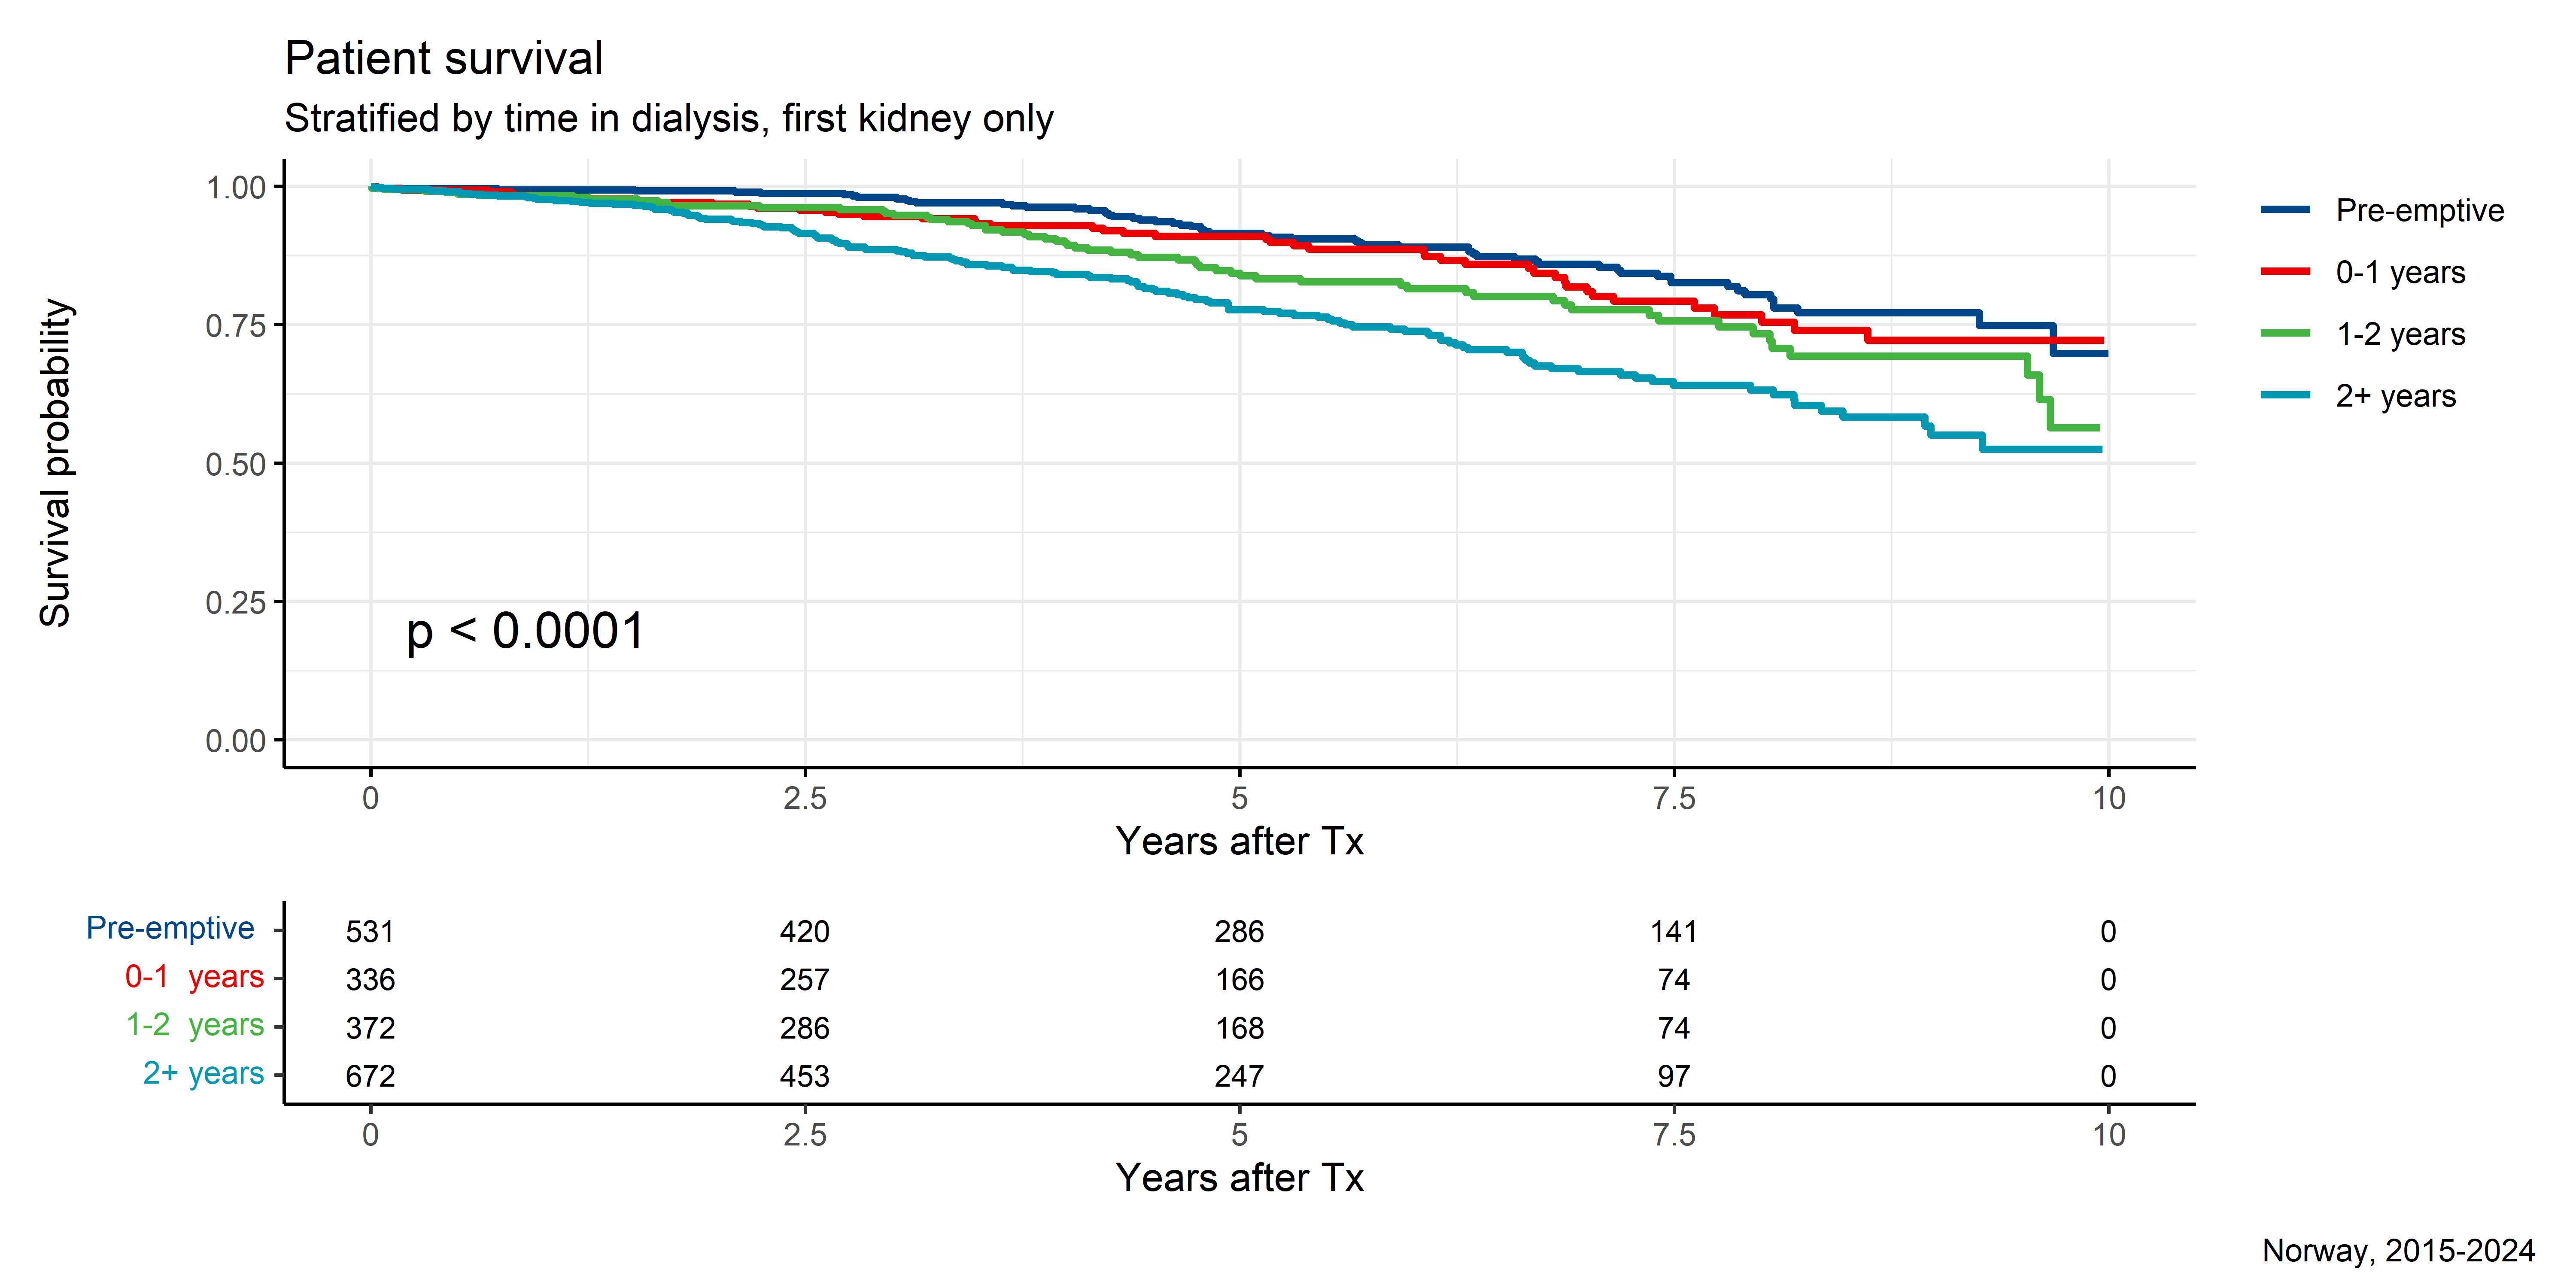 Patient survival
Stratified by time in dialysis, first kidney only
Survival probability
1.00
0.75
0.50
0.25
0.00
p < 0.0001
0 2.5 5 7.5 10
Years after Tx
Pre-emptive
0-1 years
1-2 years
2+ years
Pre-emptive 531 420 286 141 0
0-1 years 336 257 166 74 0
1-2 years 372 286 168 74 0
2+ years 672 453 247 97 0
0 2.5 5 7.5 10
Years after Tx
Norway, 2015-2024